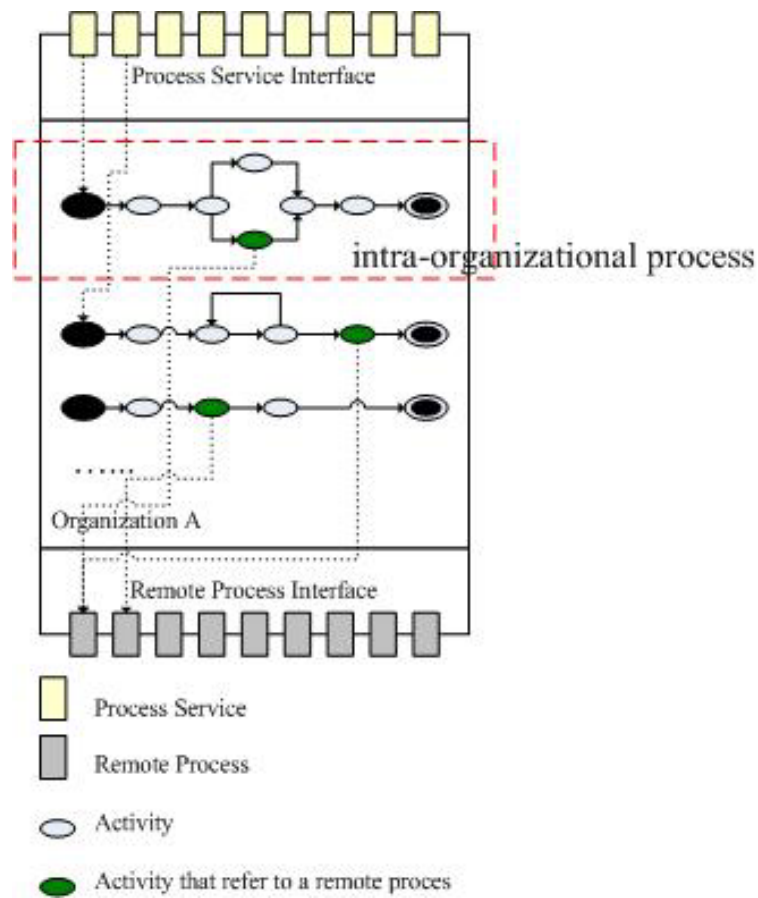 Process Service Interface
intra-organizational process
......
Organization A
Remote Process Interface
Process Service
Remote Process
Activity
Activity that refer to a remote proces